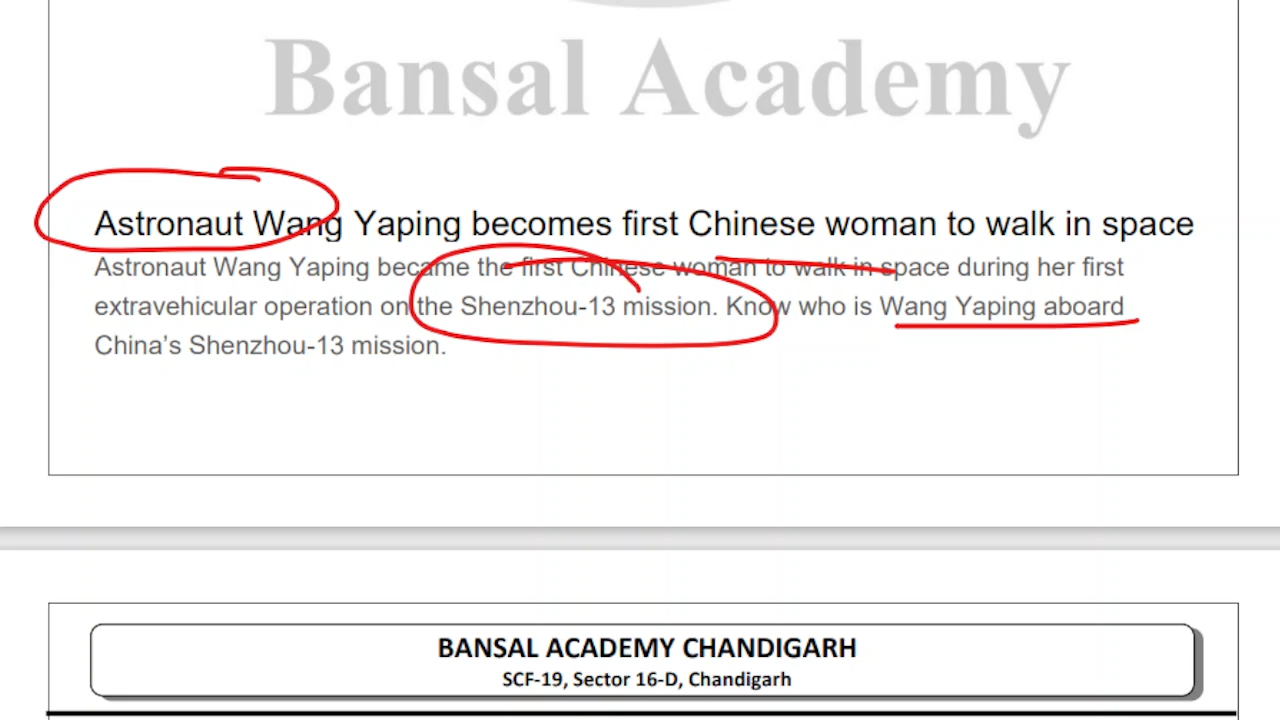 Bansal Academy
Astronaut Wang Yaping becomes first Chinese woman to walk in space
Astronaut Wang Yaping became the first Chinese woman to walk in space during her first
extravehicular operation on the Shenzhou-13 mission. Know who is Wang Yaping aboard
China’s Shenzhou-13 mission.
BANSAL ACADEMY CHANDIGARH
SCF-19, Sector 16-D, Chandigarh